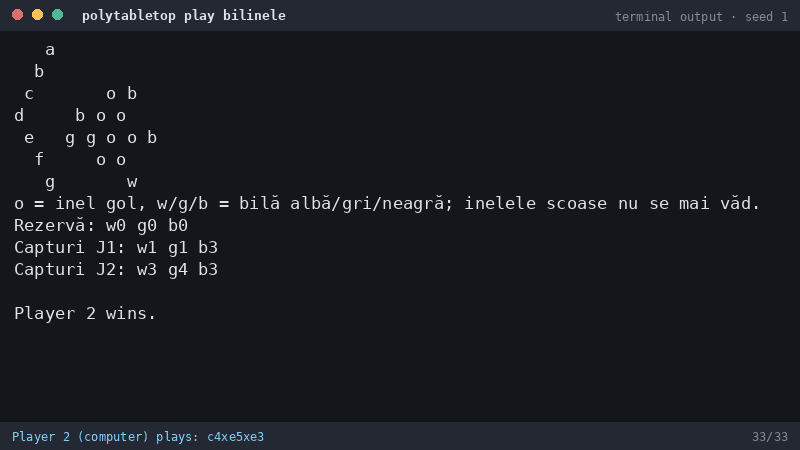 polytabletop play bilinele
terminal output · seed 1
a
b
c o b
d b o o
e g g o o b
f o o
g w
o = inel gol, w/g/b = bilă albă/gri/neagră; inelele scoase nu se mai văd.
Rezervă: w0 g0 b0
Capturi J1: w1 g1 b3
Capturi J2: w3 g4 b3
Player 2 wins.
Player 2 (computer) plays: c4xe5xe3
33/33